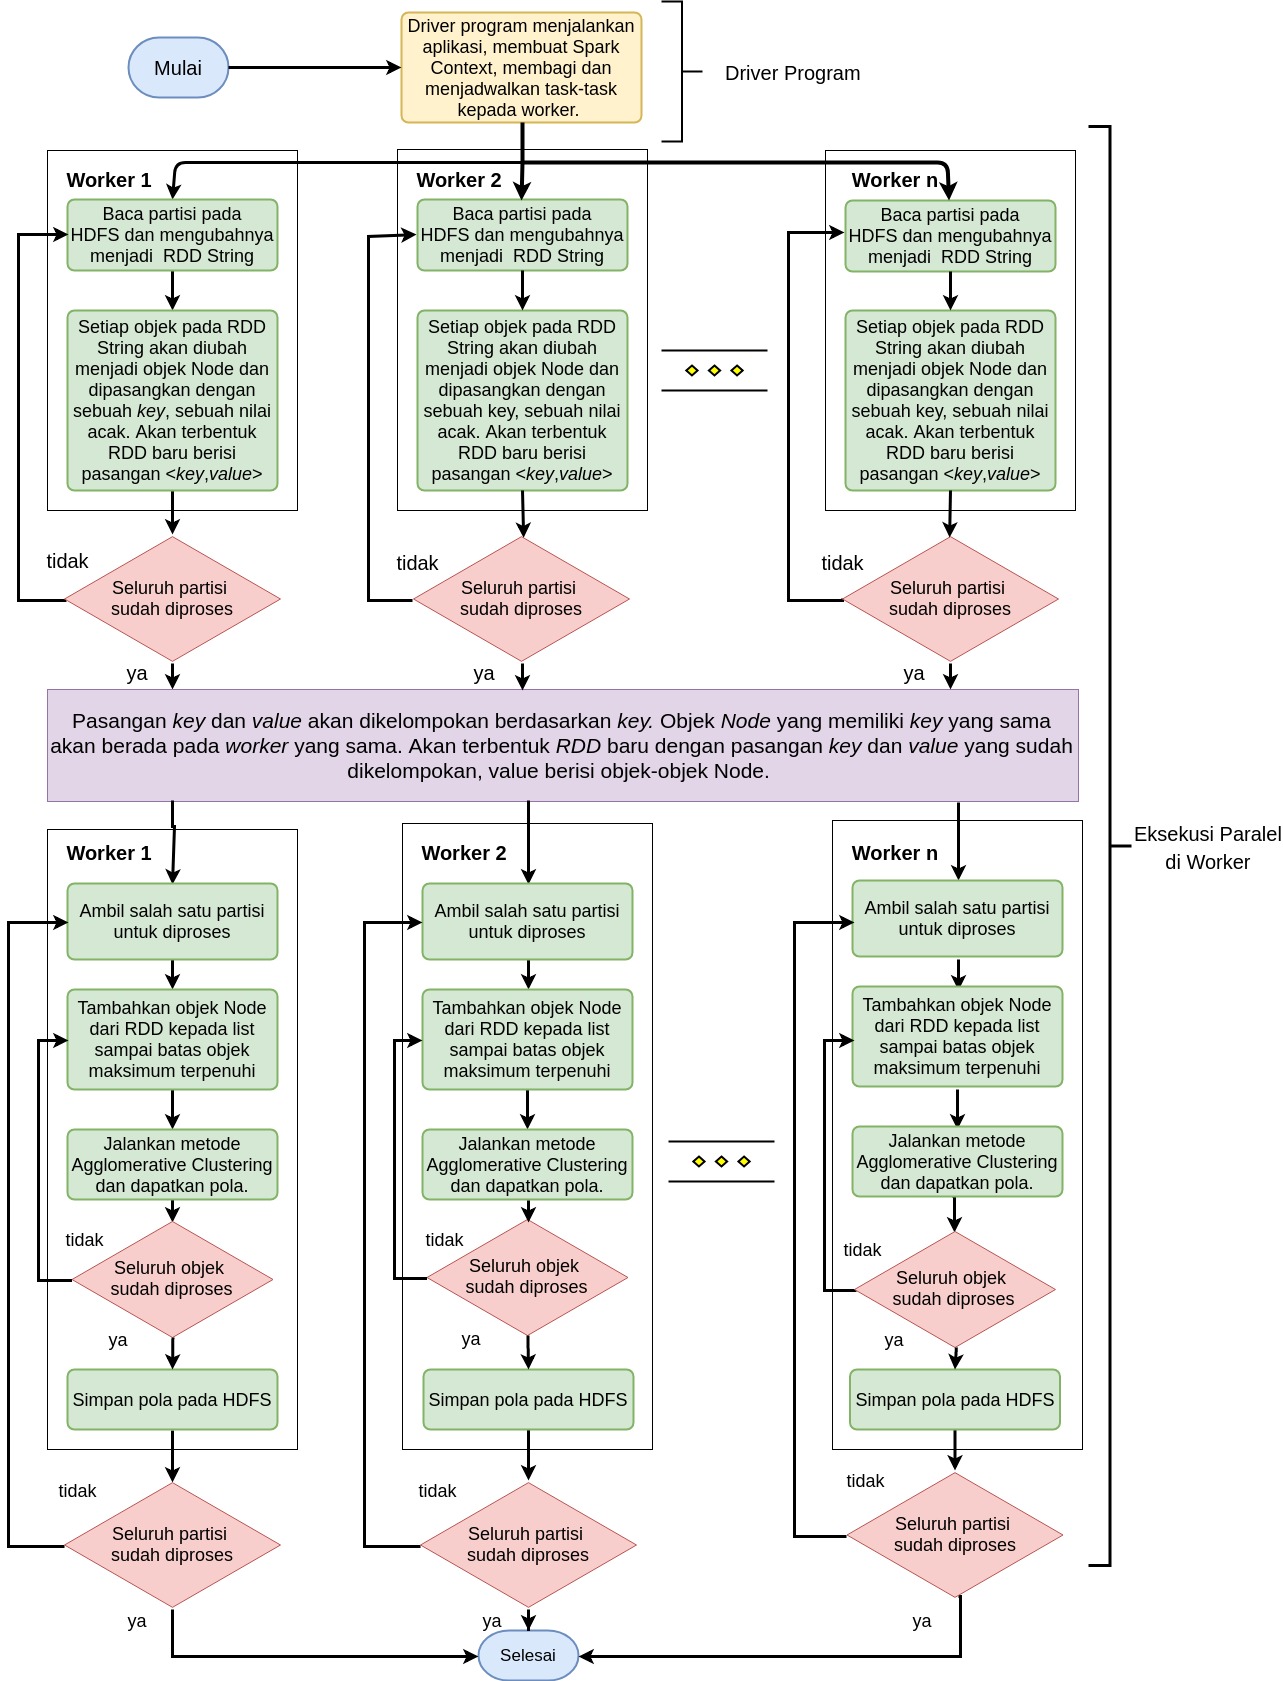 Mulai
Driver program menjalankan
aplikasi, membuat Spark
Context, membagi dan
menjadwalkan task-task
kepada worker.
Driver Program
Worker 1
Baca partisi pada
HDFS dan mengubahnya
menjadi RDD String
Setiap objek pada RDD
String akan diubah
menjadi objek Node dan
dipasangkan dengan
sebuah key, sebuah nilai
acak. Akan terbentuk
RDD baru berisi
pasangan <key,value>
tidak
Seluruh partisi
sudah diproses
ya
Worker 2
Baca partisi pada
HDFS dan mengubahnya
menjadi RDD String
Setiap objek pada RDD
String akan diubah
menjadi objek Node dan
dipasangkan dengan
sebuah key, sebuah nilai
acak. Akan terbentuk
RDD baru berisi
pasangan <key,value>
tidak
Seluruh partisi
sudah diproses
ya
Worker n
Baca partisi pada
HDFS dan mengubahnya
menjadi RDD String
Setiap objek pada RDD
String akan diubah
menjadi objek Node dan
dipasangkan dengan
sebuah key, sebuah nilai
acak. Akan terbentuk
RDD baru berisi
pasangan <key,value>
tidak
Seluruh partisi
sudah diproses
ya
Pasangan key dan value akan dikelompokan berdasarkan key. Objek Node yang memiliki key yang sama
akan berada pada worker yang sama. Akan terbentuk RDD baru dengan pasangan key dan value yang sudah
dikelompokan, value berisi objek-objek Node.
Eksekusi Paralel
di Worker
Worker 1
Ambil salah satu partisi
untuk diproses
Tambahkan objek Node
dari RDD kepada list
sampai batas objek
maksimum terpenuhi
Jalankan metode
Agglomerative Clustering
dan dapatkan pola.
tidak
Seluruh objek
sudah diproses
ya
Simpan pola pada HDFS
tidak
Seluruh partisi
sudah diproses
ya
Worker 2
Ambil salah satu partisi
untuk diproses
Tambahkan objek Node
dari RDD kepada list
sampai batas objek
maksimum terpenuhi
Jalankan metode
Agglomerative Clustering
dan dapatkan pola.
tidak
Seluruh objek
sudah diproses
ya
Simpan pola pada HDFS
tidak
Seluruh partisi
sudah diproses
ya
Worker n
Ambil salah satu partisi
untuk diproses
Tambahkan objek Node
dari RDD kepada list
sampai batas objek
maksimum terpenuhi
Jalankan metode
Agglomerative Clustering
dan dapatkan pola.
tidak
Seluruh objek
sudah diproses
ya
Simpan pola pada HDFS
tidak
Seluruh partisi
sudah diproses
ya
Selesai